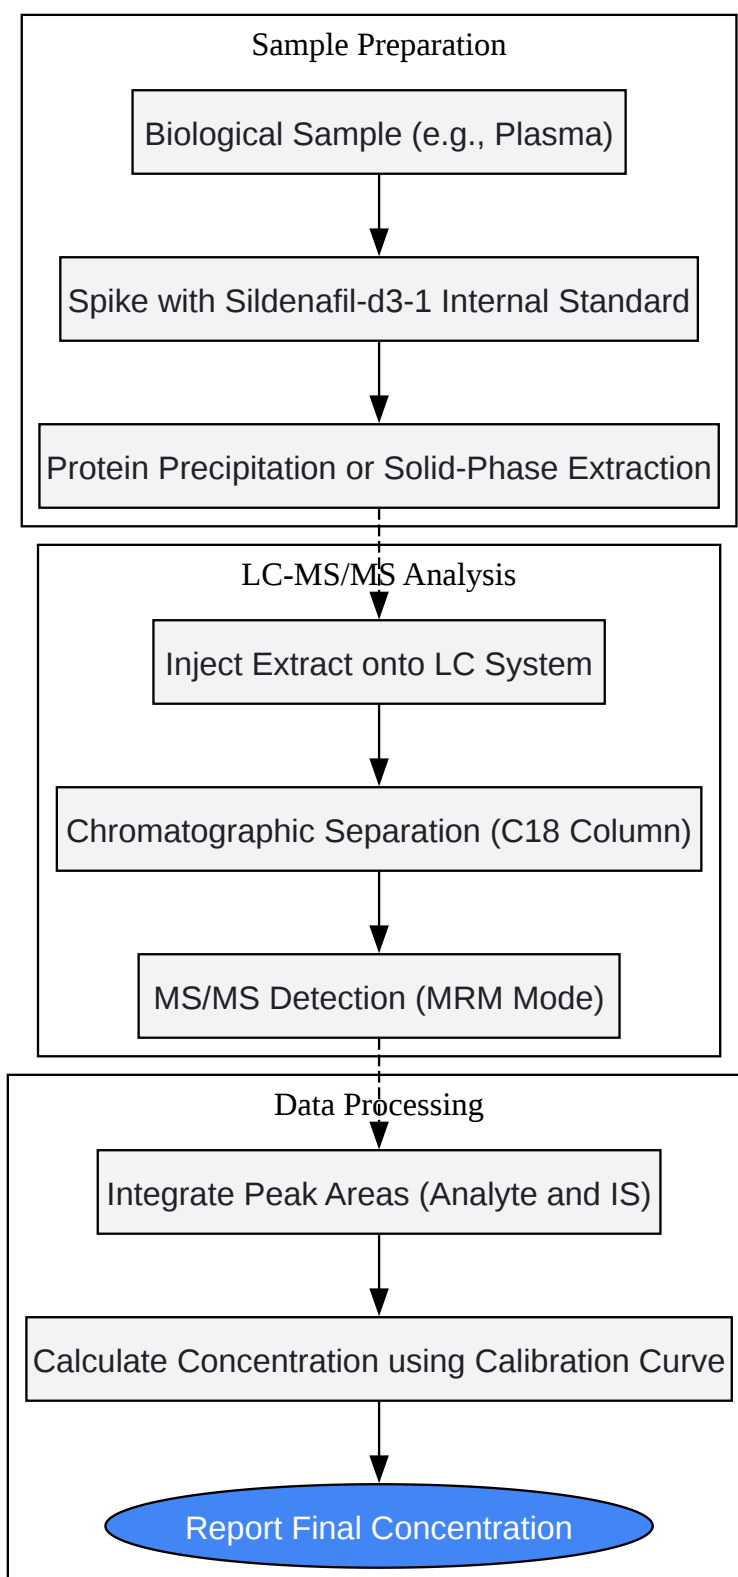 Sample Preparation
Biological Sample (e.g., Plasma)
Spike with Sildenafil-d3-1 Internal Standard
Protein Precipitation or Solid-Phase Extraction
LC-MS/MS Analysis
Inject Extract onto LC System
Chromatographic Separation (C18 Column)
MS/MS Detection (MRM Mode)
Data Processing
Integrate Peak Areas (Analyte and IS)
Calculate Concentration using Calibration Curve
Report Final Concentration